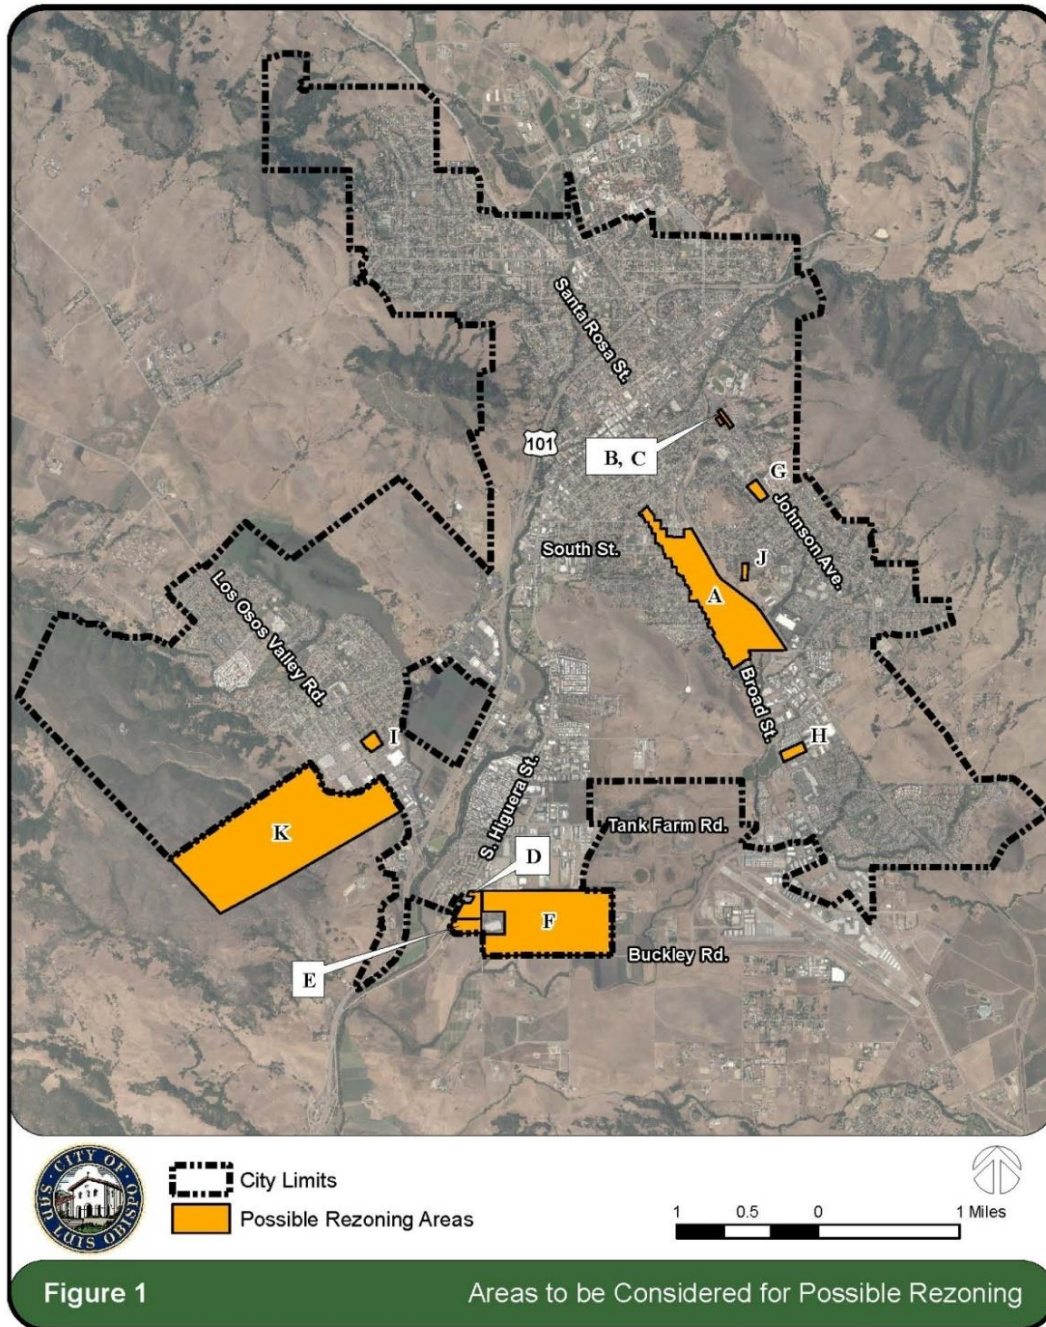 Santa Rosa St.
101
B, C
G
Johnson Ave.
South St.
J
A
Los Osos Valley Rd.
Broad St.
I
H
S. Higuera St.
K
Tank Farm Rd.
D
F
E
Buckley Rd.
CITY OF
SAN LUIS OBISPO
City Limits
Possible Rezoning Areas
1 0.5 0 1 Miles
Figure 1 Areas to be Considered for Possible Rezoning